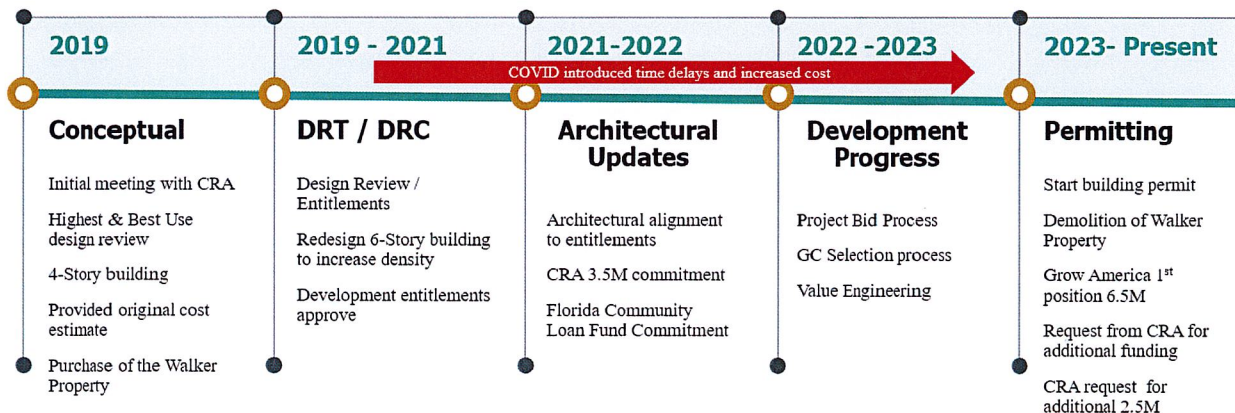 2019
2019 - 2021
2021-2022
2022 -2023
2023- Present
COVID introduced time delays and increased cost
Conceptual
Initial meeting with CRA
Highest & Best Use
design review
4-Story building
Provided original cost
estimate
Purchase of the Walker
Property
DRT / DRC
Design Review /
Entitlements
Redesign 6-Story building
to increase density
Development entitlements
approve
Architectural
Updates
Architectural alignment
to entitlements
CRA 3.5M commitment
Florida Community
Loan Fund Commitment
Development
Progress
Project Bid Process
GC Selection process
Value Engineering
Permitting
Start building permit
Demolition of Walker
Property
Grow America 1st
position 6.5M
Request from CRA for
additional funding
CRA request for
additional 2.5M